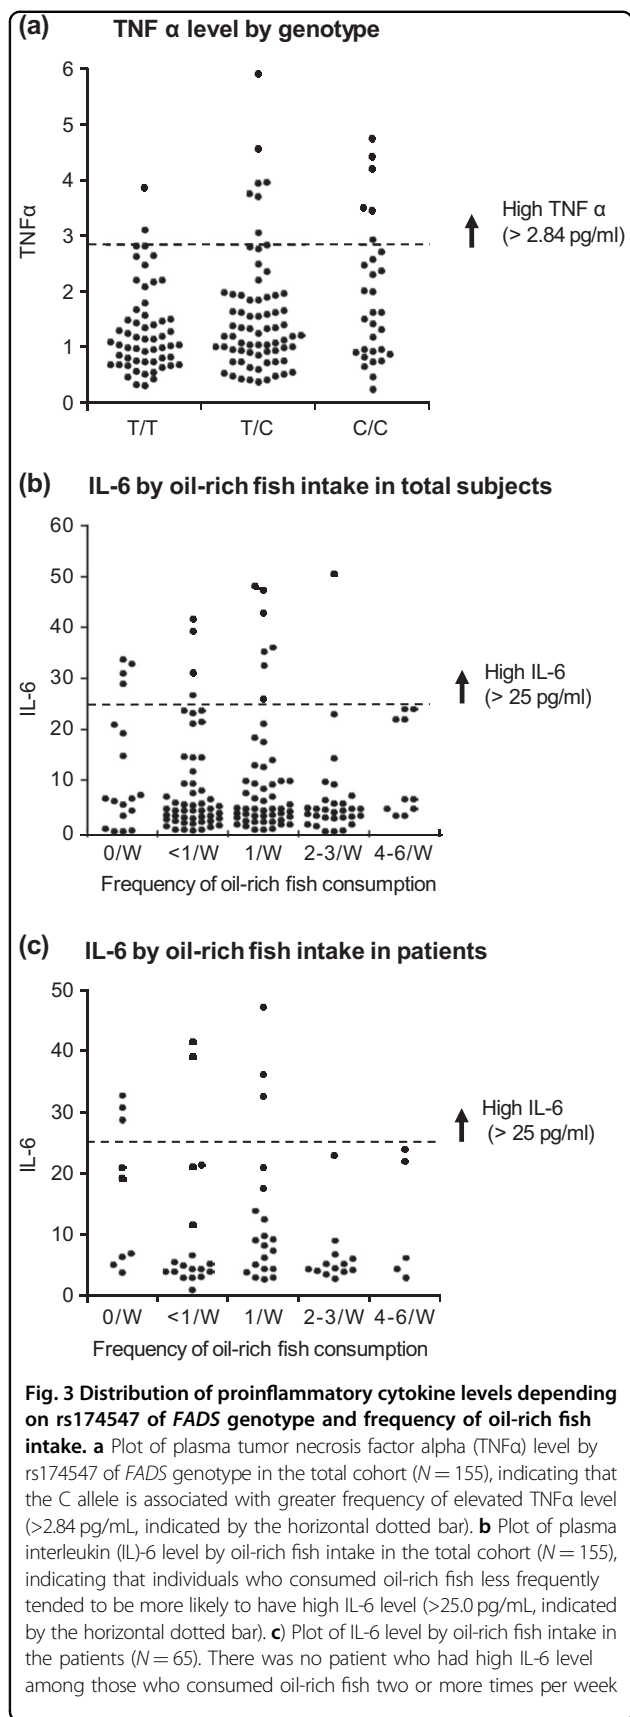 (a) TNF α level by genotype
6
5
4
3
2
1
0
TNFα
High TNF α
(> 2.84 pg/ml)
T/T T/C C/C
(b) IL-6 by oil-rich fish intake in total subjects
60
50
40
30
20
10
0
IL-6
High IL-6
(> 25 pg/ml)
0/W <1/W 1/W 2-3/W 4-6/W
Frequency of oil-rich fish consumption
(c) IL-6 by oil-rich fish intake in patients
50
40
30
20
10
0
IL-6
High IL-6
(> 25 pg/ml)
0/W <1/W 1/W 2-3/W 4-6/W
Frequency of oil-rich fish consumption
Fig. 3 Distribution of proinflammatory cytokine levels depending
on rs174547 of FADS genotype and frequency of oil-rich fish
intake. a Plot of plasma tumor necrosis factor alpha (TNFα) level by
rs174547 of FADS genotype in the total cohort (N = 155), indicating that
the C allele is associated with greater frequency of elevated TNFα level
(>2.84 pg/mL, indicated by the horizontal dotted bar). b Plot of plasma
interleukin (IL)-6 level by oil-rich fish intake in the total cohort (N = 155),
indicating that individuals who consumed oil-rich fish less frequently
tended to be more likely to have high IL-6 level (>25.0 pg/mL, indicated
by the horizontal dotted bar). c) Plot of IL-6 level by oil-rich fish intake in
the patients (N = 65). There was no patient who had high IL-6 level
among those who consumed oil-rich fish two or more times per week